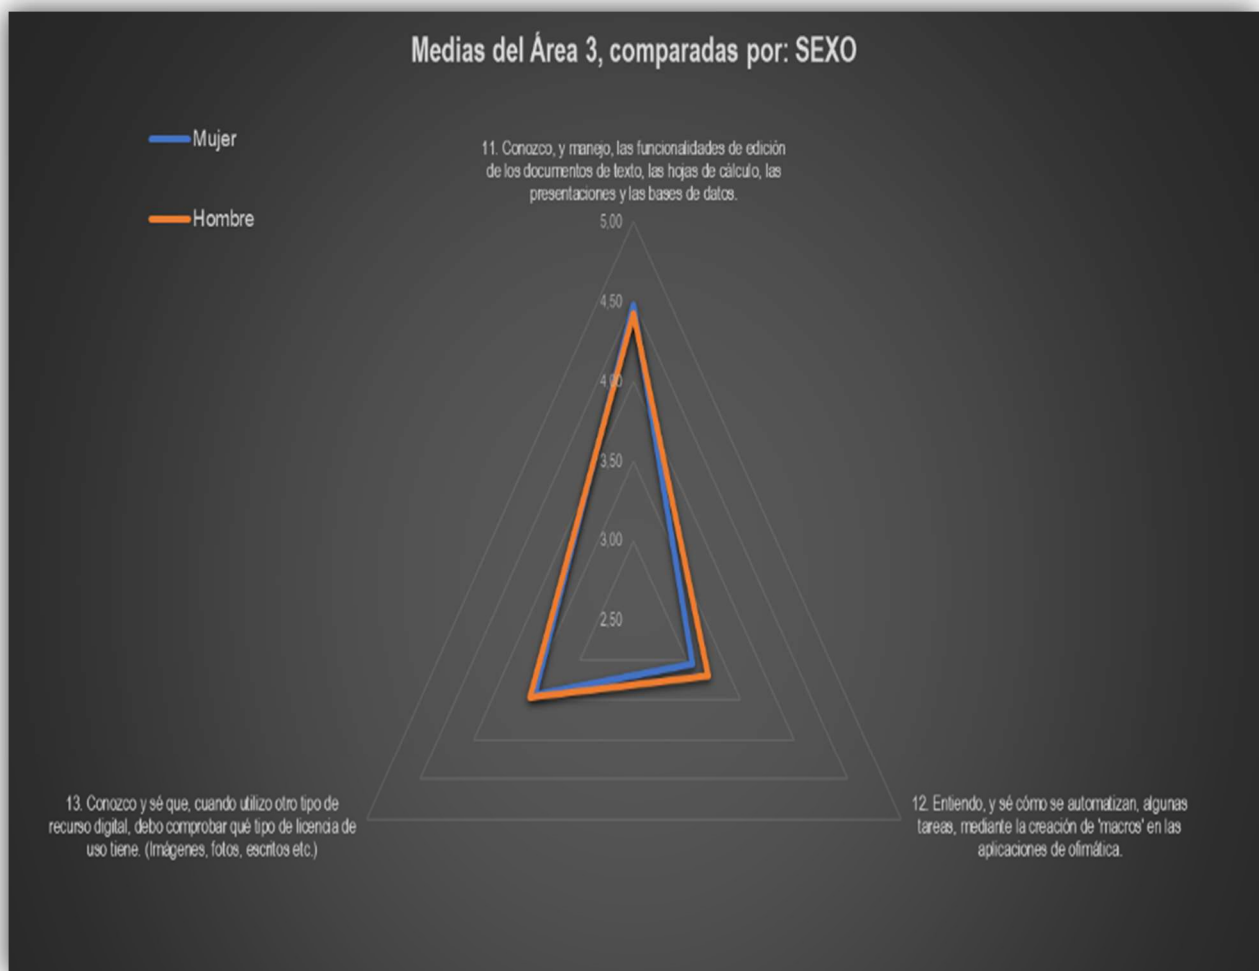 Medias del Área 3, comparadas por: SEXO
Mujer
Hombre
11. Conozco, y manejo, las funcionalidades de edición
de los documentos de texto, las hojas de cálculo, las
presentaciones y las bases de datos.
5,00
4,50
4,00
3,50
3,00
2,50
13. Conozco y sé que, cuando utilizo otro tipo de
recurso digital, debo comprobar qué tipo de licencia de
uso tiene. (Imágenes, fotos, escritos etc.)
12. Entiendo, y sé cómo se automatizan, algunas
tareas, mediante la creación de 'macros' en las
aplicaciones de ofimática.